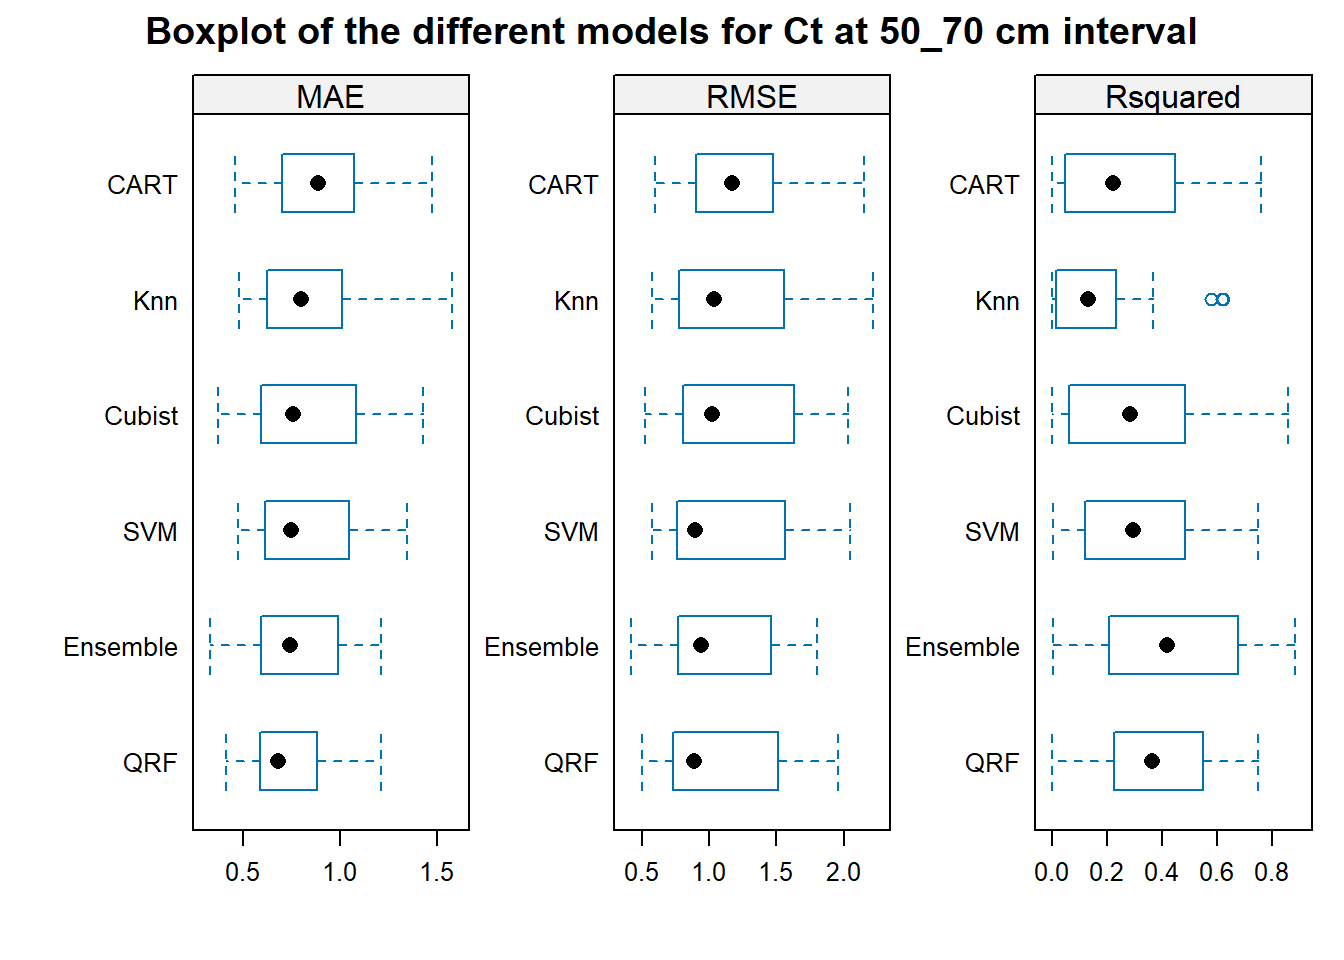 Boxplot of the different models for Ct at 50_70 cm interval
MAE
CART
Knn
Cubist
SVM
Ensemble
QRF
0.5 1.0 1.5
RMSE
CART
Knn
Cubist
SVM
Ensemble
QRF
0.5 1.0 1.5 2.0
Rsquared
CART
Knn
Cubist
SVM
Ensemble
QRF
0.0 0.2 0.4 0.6 0.8